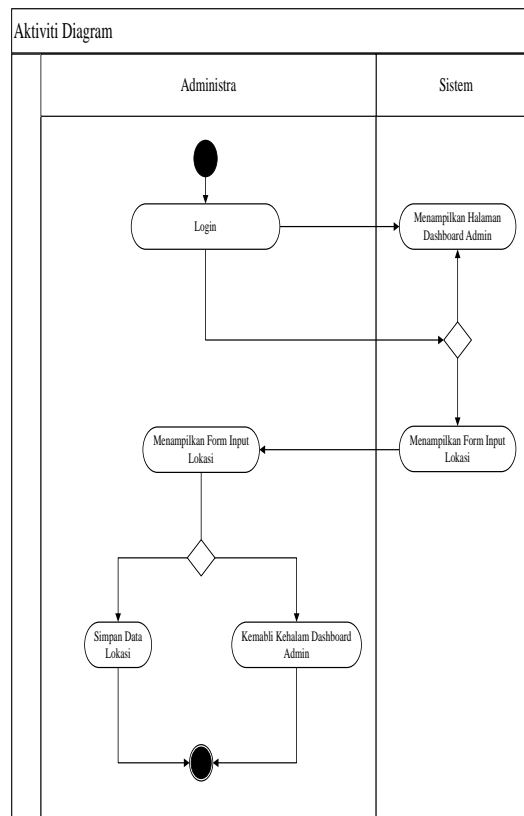 Aktiviti Diagram
Administra
Sistem
Login
Menampilkan Halaman
Dashboard Admin
Menampilkan Form Input
Lokasi
Menampilkan Form Input
Lokasi
Simpan Data
Lokasi
Kemabli Kehalam Dashboard
Admin